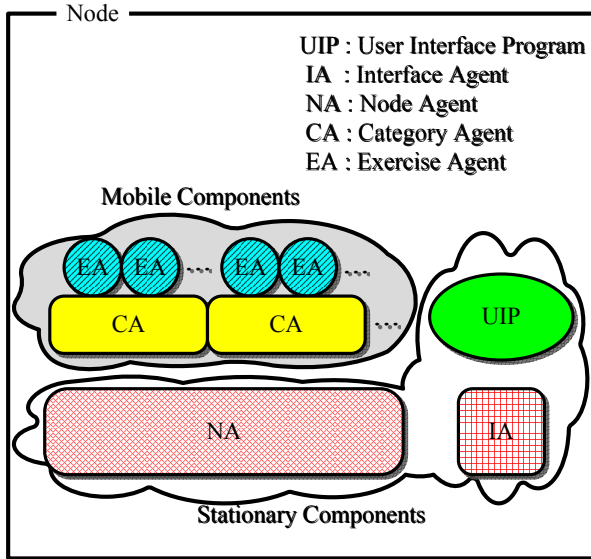 Node
UIP : User Interface Program
IA : Interface Agent
NA : Node Agent
CA : Category Agent
EA : Exercise Agent
Mobile Components
EA EA EA EA
CA CA
UIP
NA
IA
Stationary Components